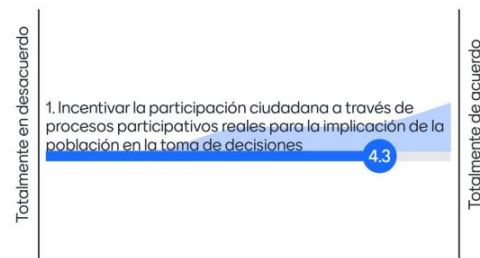 Totalmente en desacuerdo
1. Incentivar la participación ciudadana a través de
procesos participativos reales para la implicación de la
población en la toma de decisiones
4.3
Totalmente de acuerdo